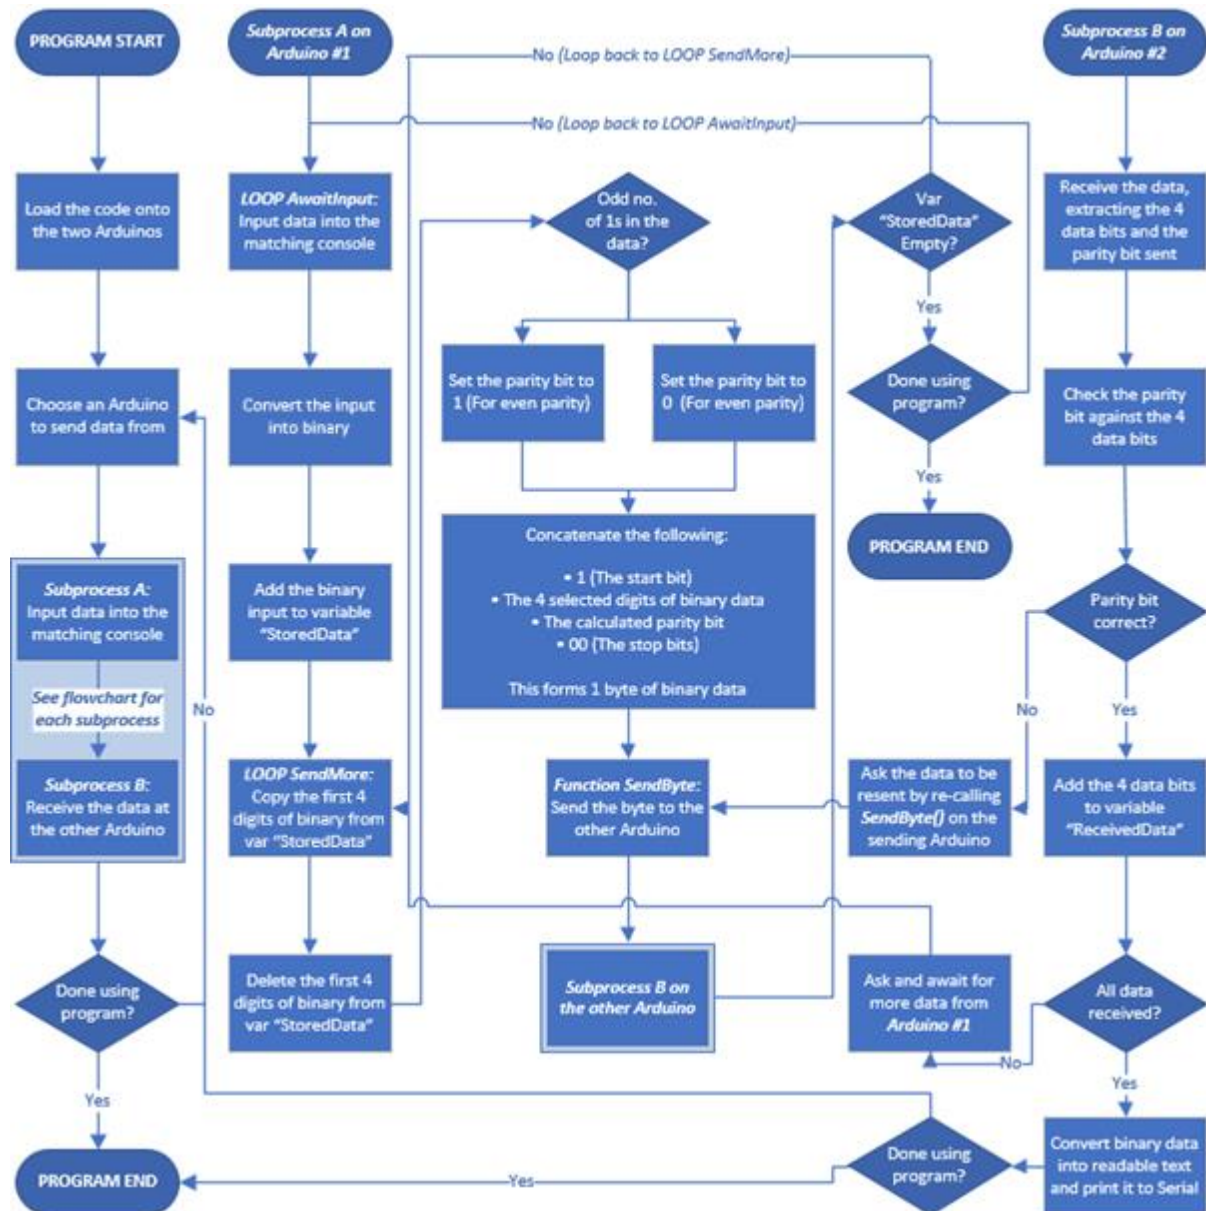 PROGRAM START
Load the code onto
the two Arduinos
Choose an Arduino
to send data from
Subprocess A:
Input data into the
matching console
See flowchart for
each subprocess
Subprocess B:
Receive the data at
the other Arduino
No
Done using
program?
Yes
PROGRAM END
Subprocess A on
Arduino #1
LOOP AwaitInput:
Input data into the
matching console
Convert the input
into binary
Add the binary
input to variable
"StoredData"
LOOP SendMore:
Copy the first 4
digits of binary from
var "StoredData"
Delete the first 4
digits of binary from
var "StoredData"
No (Loop back to LOOP SendMore)
No (Loop back to LOOP AwaitInput)
Odd no.
of 1s in the
data?
Set the parity bit to
1 (For even parity)
Set the parity bit to
0 (For even parity)
Concatenate the following:
• 1 (The start bit)
• The 4 selected digits of binary data
• The calculated parity bit
• 00 (The stop bits)
This forms 1 byte of binary data
Function SendByte:
Send the byte to the
other Arduino
Subprocess B on
the other Arduino
Var
"StoredData"
Empty?
Yes
Done using
program?
Yes
PROGRAM END
Subprocess B on
Arduino #2
Receive the data,
extracting the 4
data bits and the
parity bit sent
Check the parity
bit against the 4
data bits
Parity bit
correct?
No
Yes
Ask the data to be
resent by re-calling
SendByte() on the
sending Arduino
Add the 4 data bits
to variable
"ReceivedData"
Ask and await for
more data from
Arduino #1
All data
received?
No
Yes
Convert binary data
into readable text
and print it to Serial
Done using
program?
Yes